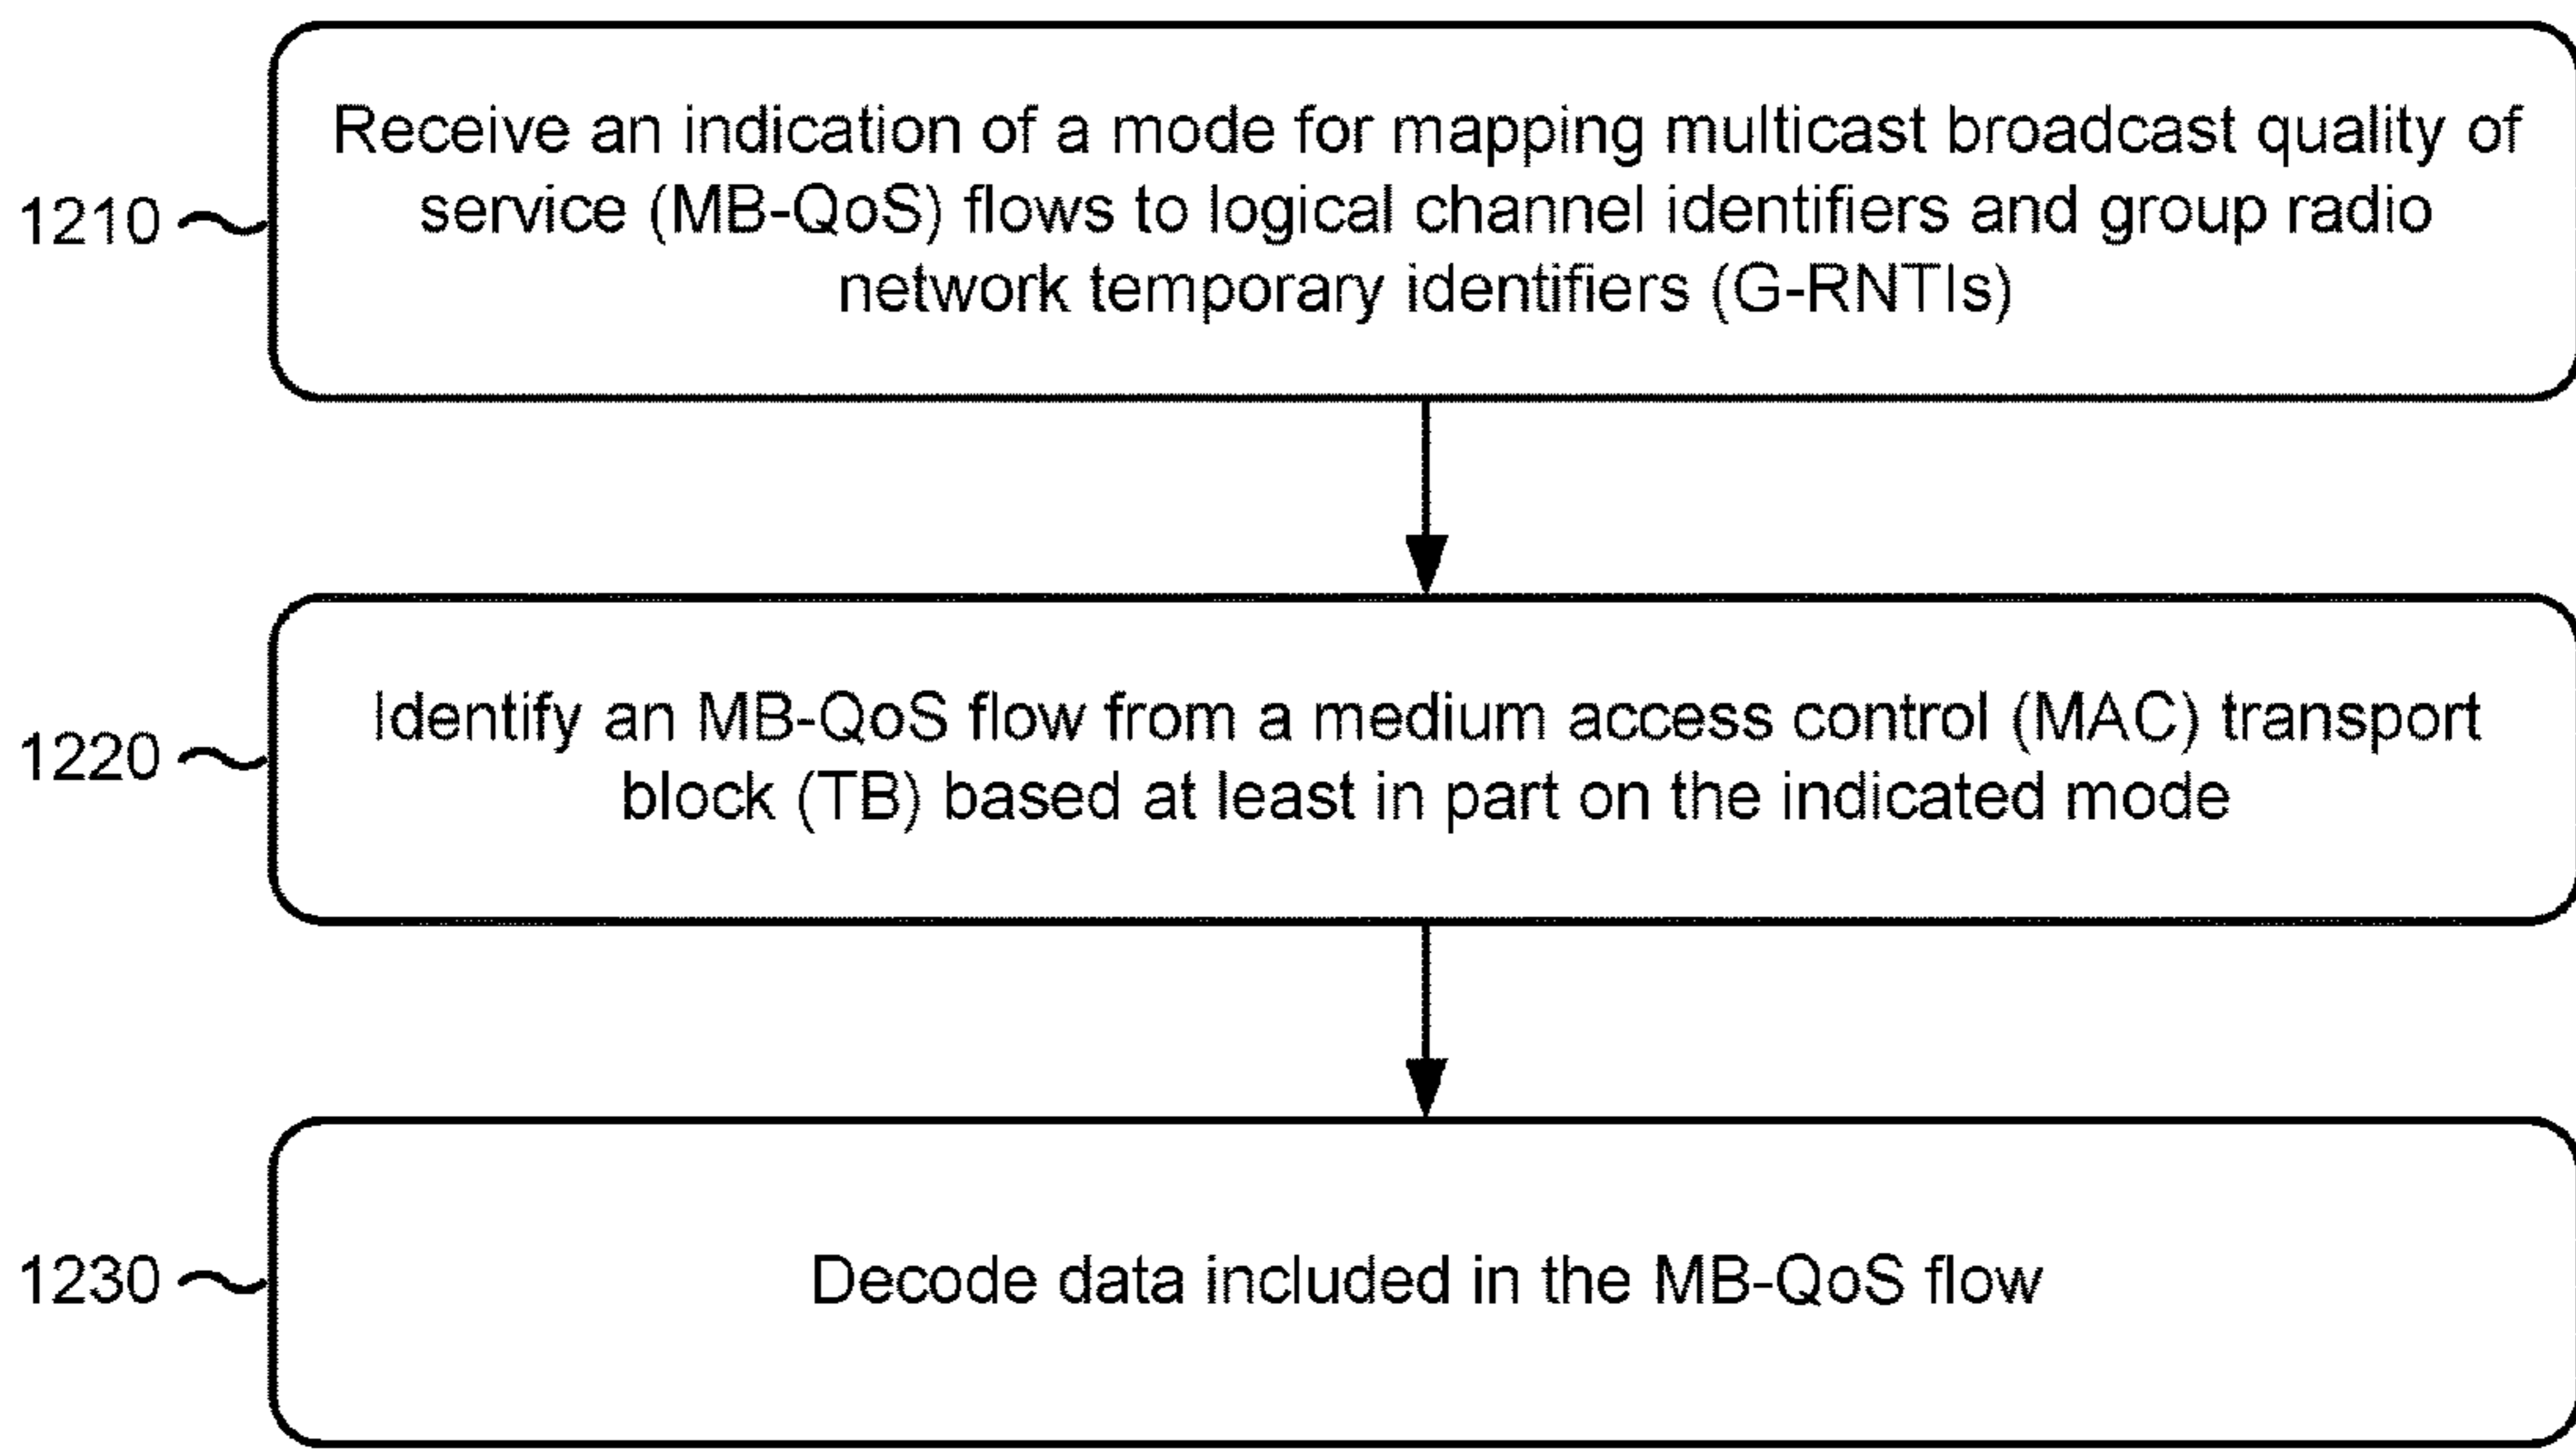 Receive an indication of a mode for mapping multicast broadcast quality of
1210
service (MB-QoS) flows to logical channel identifiers and group radio
network temporary identifiers (G-RNTIs)
Identify an MB-QoS flow from a medium access control (MAC) transport
1220
block (TB) based at least in part on the indicated mode
1230
Decode data included in the MB-QoS flow